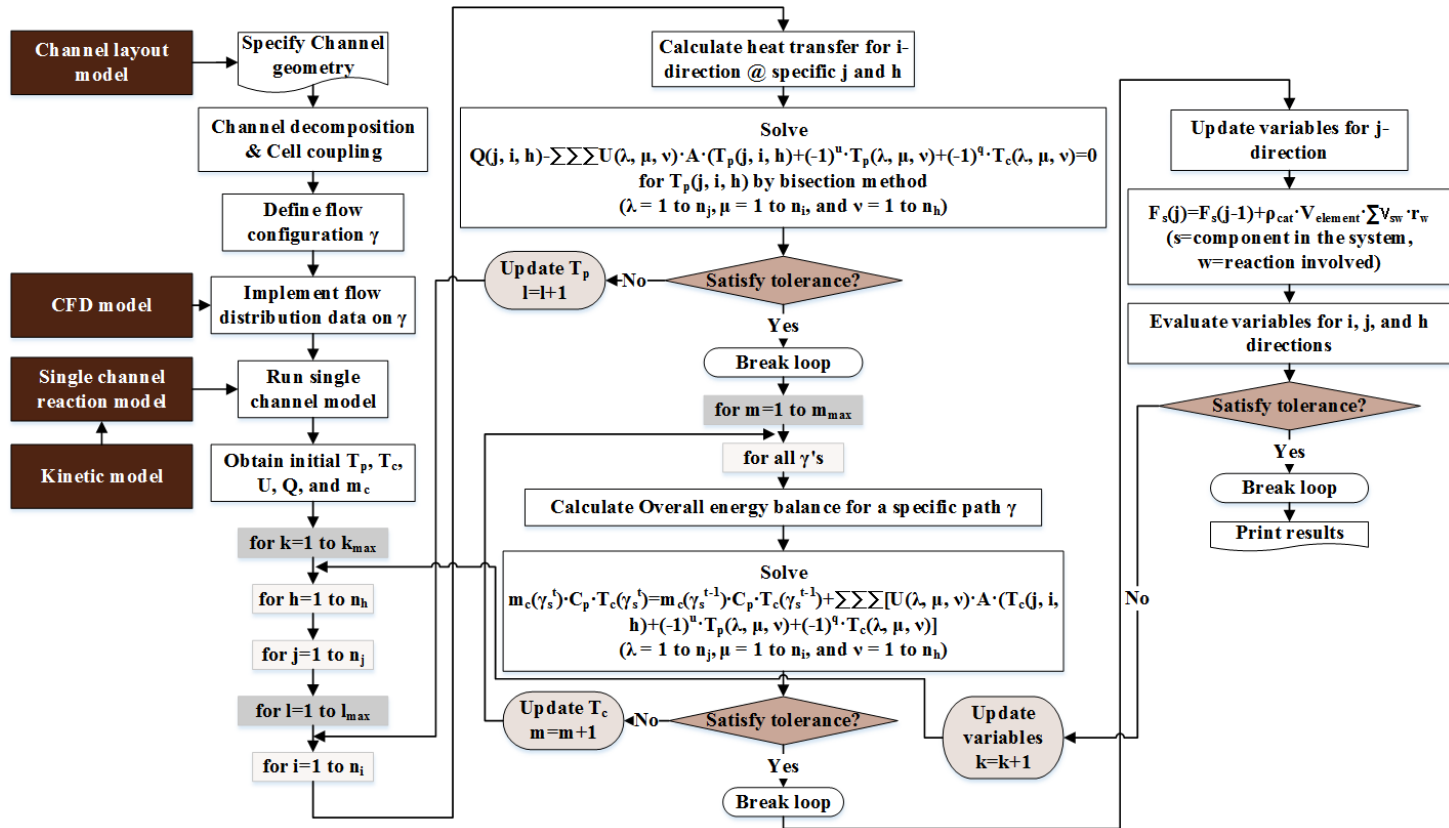 Channel layout
model
Specify Channel
geometry
Channel decomposition
& Cell coupling
Define flow
configuration γ
CFD model
Implement flow
distribution data on γ
Single channel
reaction model
Run single
channel model
Kinetic model
Obtain initial Tp, Tc,
U, Q, and mc
for k=1 to kmax
for h=1 to nh
for j=1 to nj
for l=1 to lmax
for i=1 to ni
Calculate heat transfer for i-
direction @ specific j and h
Solve
Q(j, i, h)-∑∑∑U(λ, μ, ν)·A·(Tp(j, i, h)+(-1)^u·Tp(λ, μ, ν)+(-1)^q·Tc(λ, μ, ν)=0
for Tp(j, i, h) by bisection method
(λ = 1 to nj, μ = 1 to ni, and ν = 1 to nh)
Update Tp
l=l+1
No
Satisfy tolerance?
Yes
Break loop
for m=1 to mmax
for all γ's
Calculate Overall energy balance for a specific path γ
Solve
mc(γs^t)·Cp·Tc(γs^t)=mc(γs^t-1)·Cp·Tc(γs^t-1)+∑∑∑[U(λ, μ, ν)·A·(Tc(j, i,
h)+(-1)^u·Tp(λ, μ, ν)+(-1)^q·Tc(λ, μ, ν)]
(λ = 1 to nj, μ = 1 to ni, and ν = 1 to nh)
Update Tc
m=m+1
No
Satisfy tolerance?
Yes
Break loop
Update variables for j-
direction
Fs(j)=Fs(j-1)+ρcat·Velement·∑νsw·rw
(s=component in the system,
w=reaction involved)
Evaluate variables for i, j, and h
directions
Satisfy tolerance?
Yes
Break loop
Print results
No
Update
variables
k=k+1